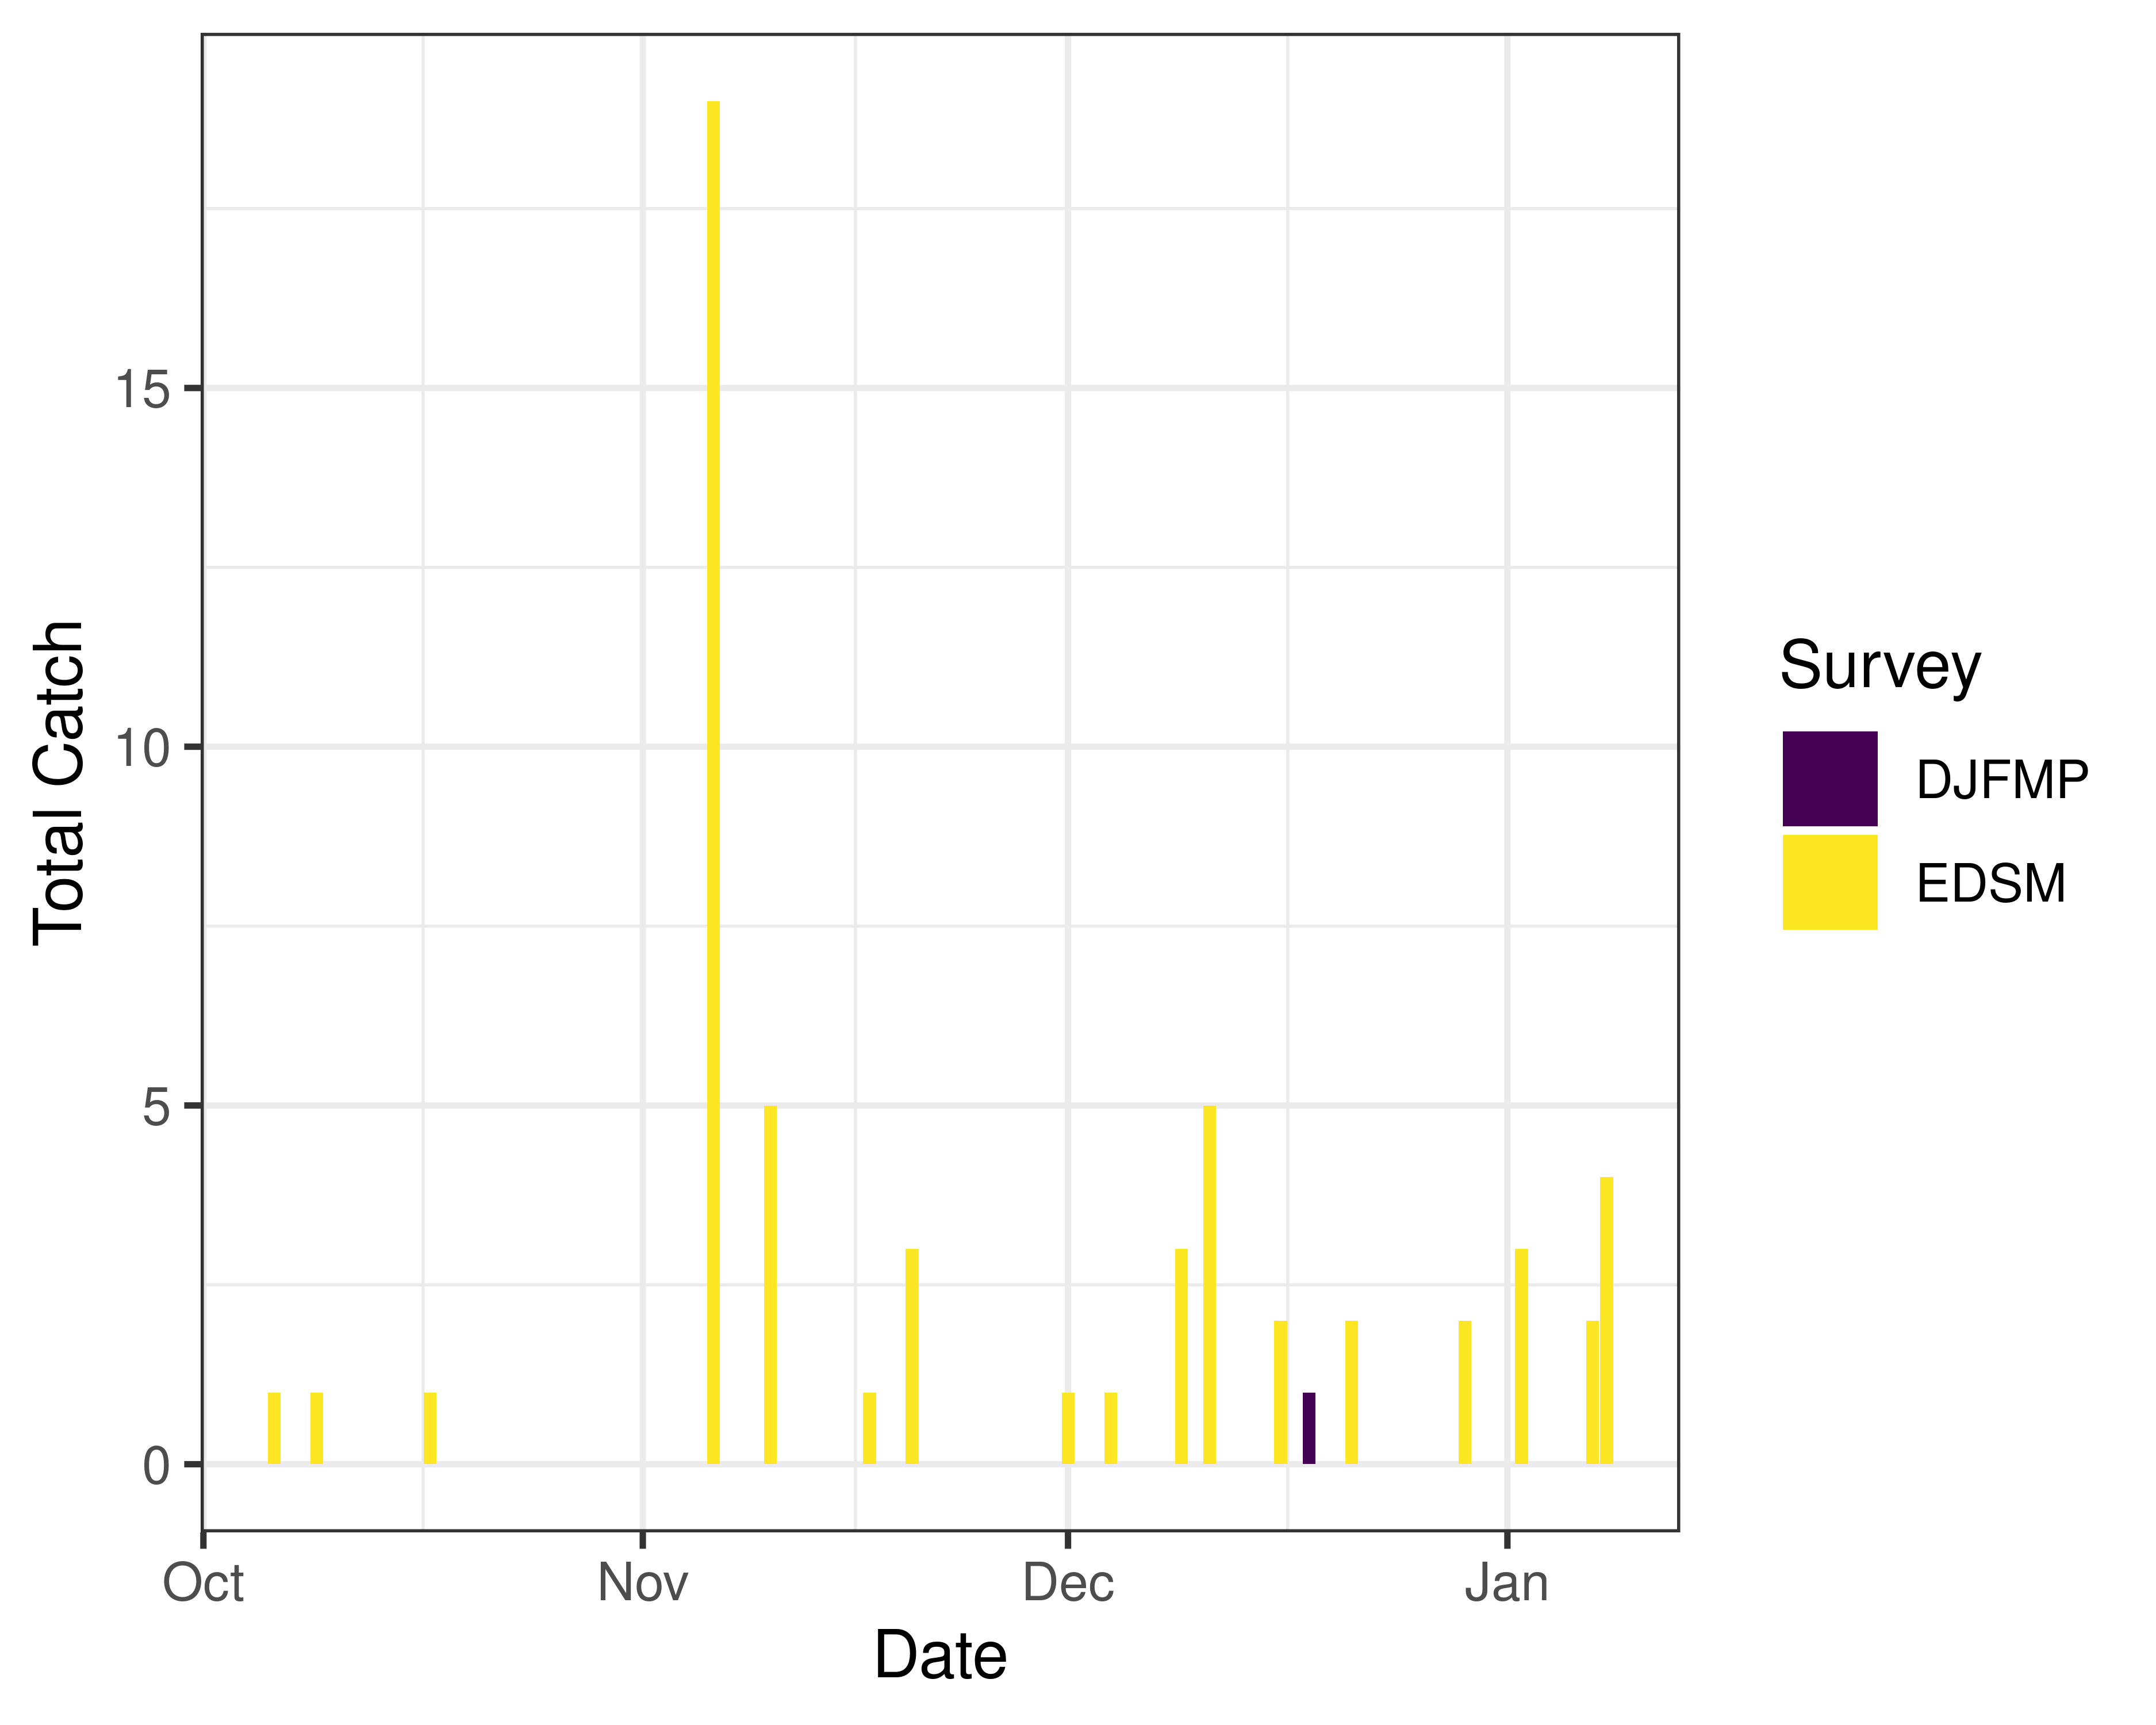 Total Catch
15
10
5
0
Oct
Nov
Dec
Jan
Date
Survey
DJFMP
EDSM